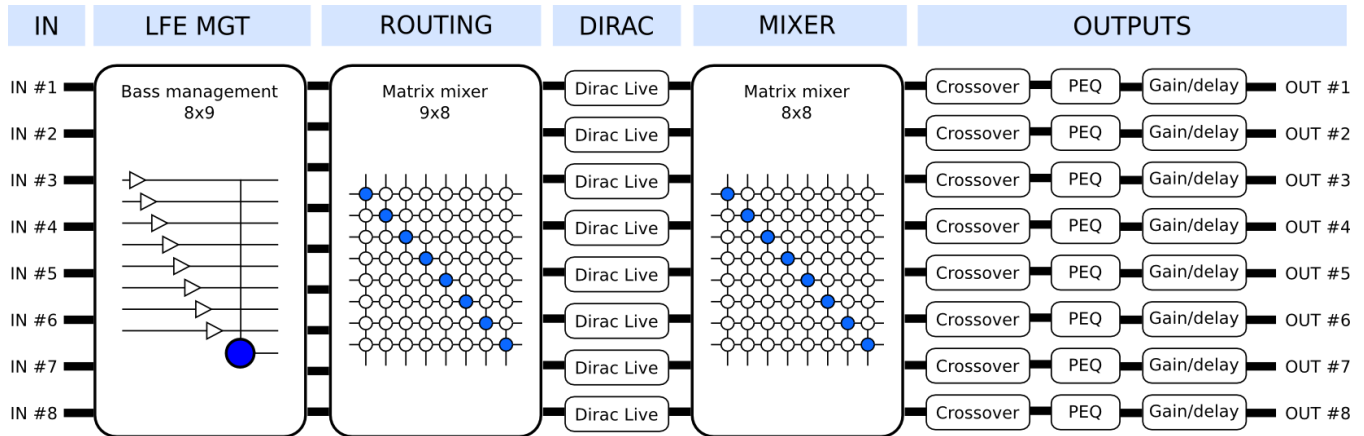 IN LFE MGT ROUTING DIRAC MIXER OUTPUTS
Bass management
8x9
Matrix mixer
9x8
Matrix mixer
8x8
IN #1 Dirac Live Crossover PEQ Gain/delay OUT #1
IN #2 Dirac Live Crossover PEQ Gain/delay OUT #2
IN #3 Dirac Live Crossover PEQ Gain/delay OUT #3
IN #4 Dirac Live Crossover PEQ Gain/delay OUT #4
IN #5 Dirac Live Crossover PEQ Gain/delay OUT #5
IN #6 Dirac Live Crossover PEQ Gain/delay OUT #6
IN #7 Dirac Live Crossover PEQ Gain/delay OUT #7
IN #8 Dirac Live Crossover PEQ Gain/delay OUT #8